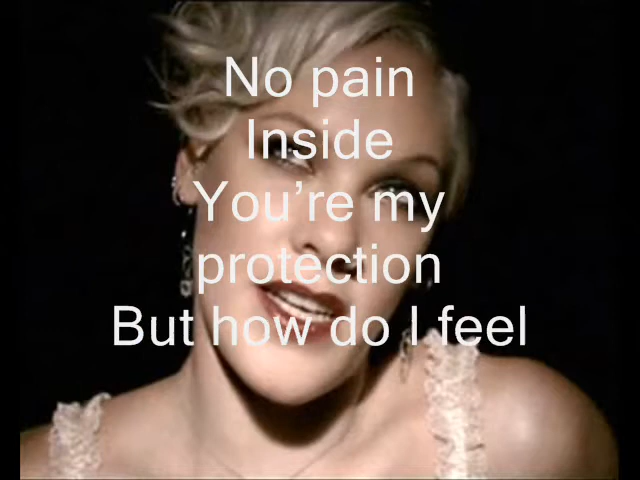 No pain
Inside
You’re my
protection
But how do I feel